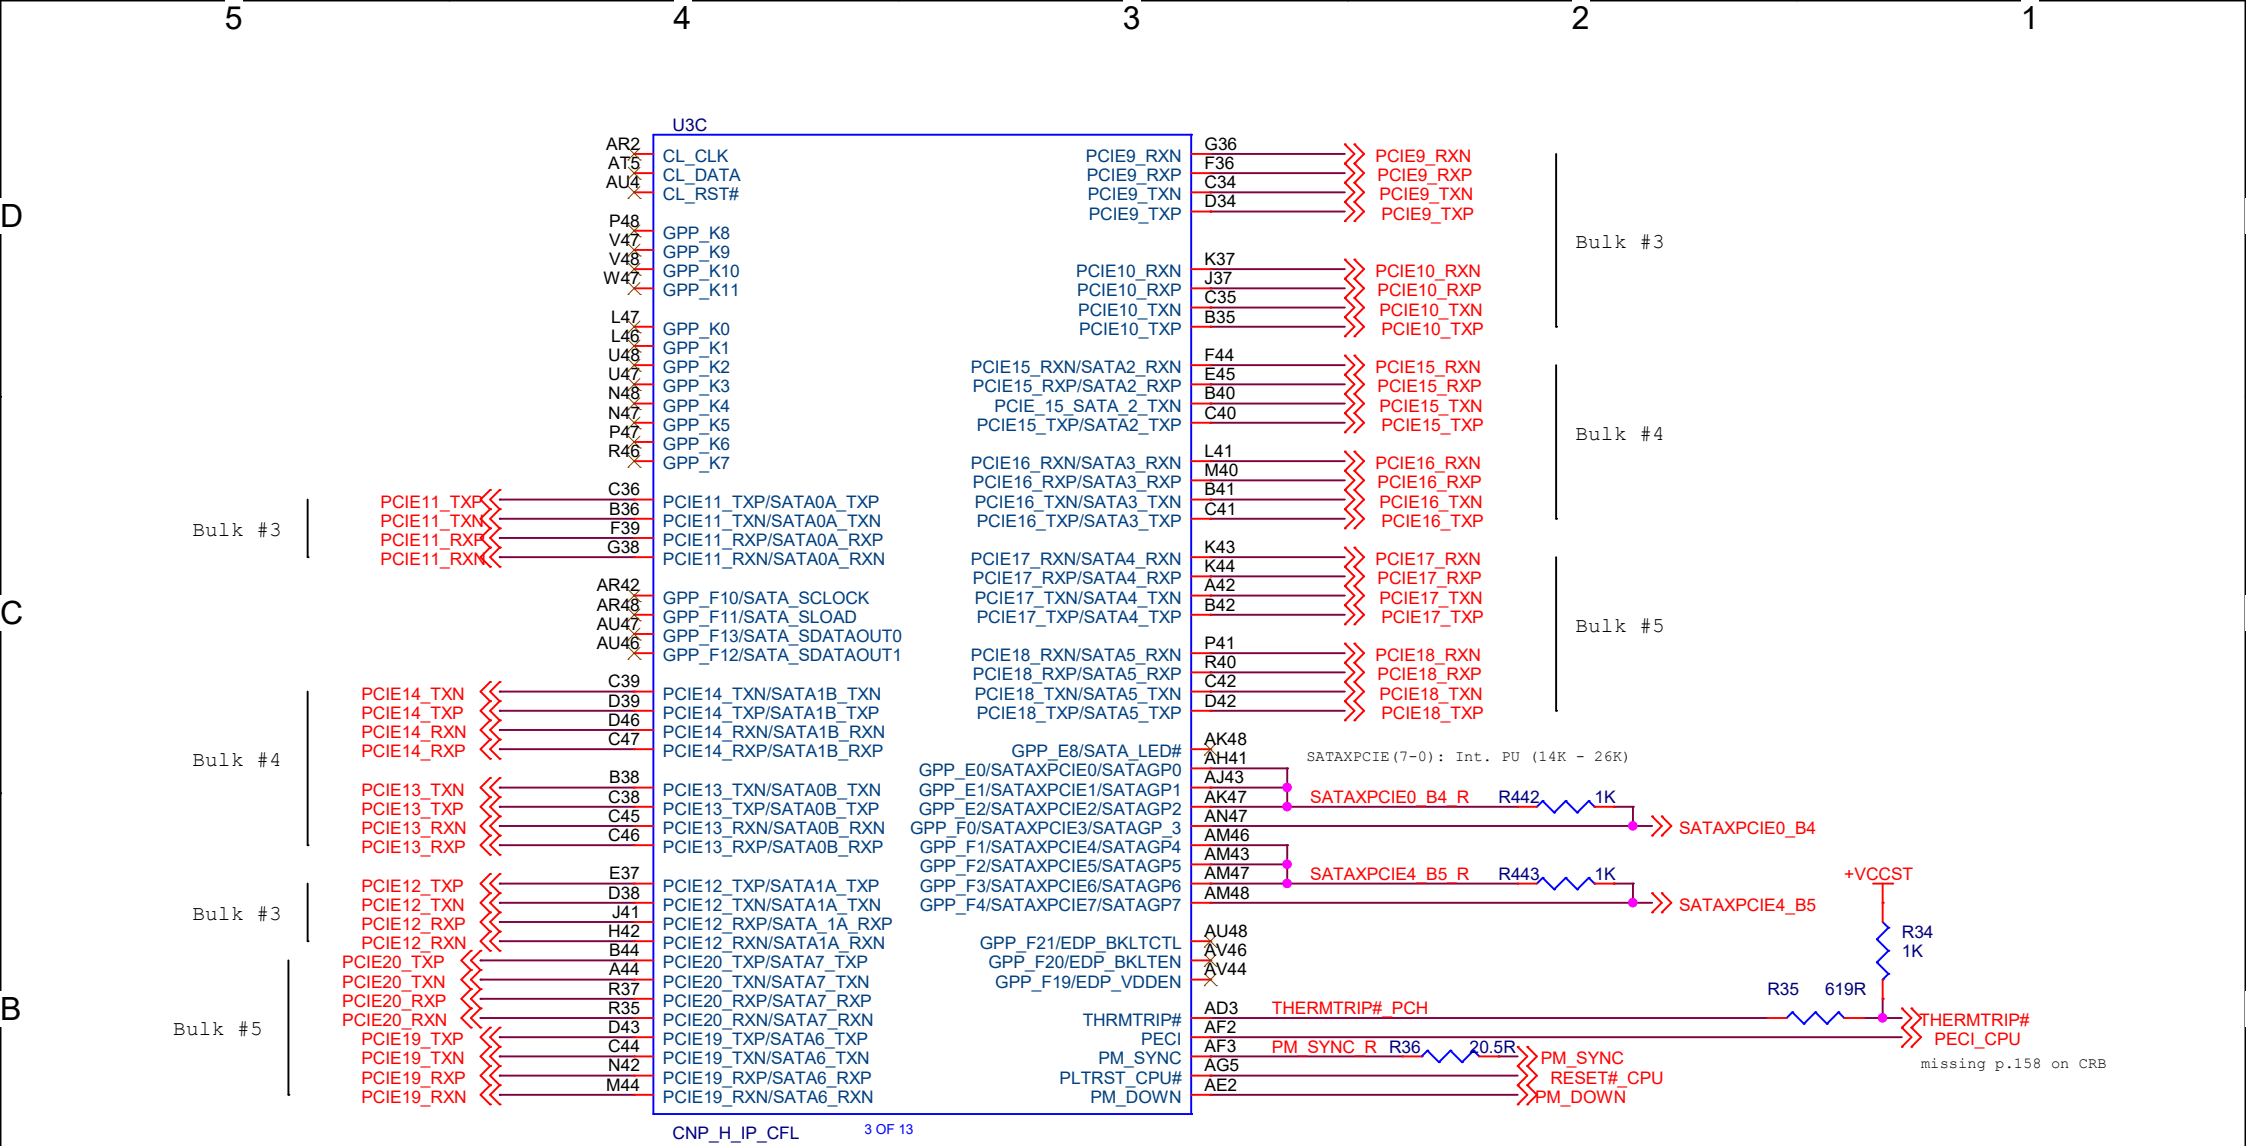 5 4 3 2 1
D
C
B
U3C
AR2 CL_CLK
AT5 CL_DATA
AU4 CL_RST#
P48 GPP_K8
V47 GPP_K9
V48 GPP_K10
W47 GPP_K11
L47 GPP_K0
L46 GPP_K1
U48 GPP_K2
U47 GPP_K3
N48 GPP_K4
N47 GPP_K5
P47 GPP_K6
R46 GPP_K7
Bulk #3
PCIE11_TXP C36 PCIE11_TXP/SATA0A_TXP
PCIE11_TXN B36 PCIE11_TXN/SATA0A_TXN
PCIE11_RXP F39 PCIE11_RXP/SATA0A_RXP
PCIE11_RXN G38 PCIE11_RXN/SATA0A_RXN
AR42 GPP_F10/SATA_SCLOCK
AR48 GPP_F11/SATA_SLOAD
AU47 GPP_F13/SATA_SDATAOUT0
AU46 GPP_F12/SATA_SDATAOUT1
Bulk #4
PCIE14_TXN C39 PCIE14_TXN/SATA1B_TXN
PCIE14_TXP D39 PCIE14_TXP/SATA1B_TXP
PCIE14_RXN D46 PCIE14_RXN/SATA1B_RXN
PCIE14_RXP C47 PCIE14_RXP/SATA1B_RXP
PCIE13_TXN B38 PCIE13_TXN/SATA0B_TXN
PCIE13_TXP C38 PCIE13_TXP/SATA0B_TXP
PCIE13_RXN C45 PCIE13_RXN/SATA0B_RXN
PCIE13_RXP C46 PCIE13_RXP/SATA0B_RXP
Bulk #3
PCIE12_TXP E37 PCIE12_TXP/SATA1A_TXP
PCIE12_TXN D38 PCIE12_TXN/SATA1A_TXN
PCIE12_RXP J41 PCIE12_RXP/SATA_1A_RXP
PCIE12_RXN H42 PCIE12_RXN/SATA1A_RXN
Bulk #5
PCIE20_TXP B44 PCIE20_TXP/SATA7_TXP
PCIE20_TXN A44 PCIE20_TXN/SATA7_TXN
PCIE20_RXP R37 PCIE20_RXP/SATA7_RXP
PCIE20_RXN R35 PCIE20_RXN/SATA7_RXN
PCIE19_TXP D43 PCIE19_TXP/SATA6_TXP
PCIE19_TXN C44 PCIE19_TXN/SATA6_TXN
PCIE19_RXP N42 PCIE19_RXP/SATA6_RXP
PCIE19_RXN M44 PCIE19_RXN/SATA6_RXN
PCIE9_RXN G36 PCIE9_RXN
PCIE9_RXP F36 PCIE9_RXP
PCIE9_TXN C34 PCIE9_TXN
PCIE9_TXP D34 PCIE9_TXP
Bulk #3
PCIE10_RXN K37 PCIE10_RXN
PCIE10_RXP J37 PCIE10_RXP
PCIE10_TXN C35 PCIE10_TXN
PCIE10_TXP B35 PCIE10_TXP
PCIE15_RXN/SATA2_RXN F44 PCIE15_RXN
PCIE15_RXP/SATA2_RXP E45 PCIE15_RXP
PCIE_15_SATA_2_TXN B40 PCIE15_TXN
PCIE15_TXP/SATA2_TXP C40 PCIE15_TXP
Bulk #4
PCIE16_RXN/SATA3_RXN L41 PCIE16_RXN
PCIE16_RXP/SATA3_RXP M40 PCIE16_RXP
PCIE16_TXN/SATA3_TXN B41 PCIE16_TXN
PCIE16_TXP/SATA3_TXP C41 PCIE16_TXP
PCIE17_RXN/SATA4_RXN K43 PCIE17_RXN
PCIE17_RXP/SATA4_RXP K44 PCIE17_RXP
PCIE17_TXN/SATA4_TXN A42 PCIE17_TXN
PCIE17_TXP/SATA4_TXP B42 PCIE17_TXP
Bulk #5
PCIE18_RXN/SATA5_RXN P41 PCIE18_RXN
PCIE18_RXP/SATA5_RXP R40 PCIE18_RXP
PCIE18_TXN/SATA5_TXN C42 PCIE18_TXN
PCIE18_TXP/SATA5_TXP D42 PCIE18_TXP
GPP_E8/SATA_LED# AK48
SATAXPCIE(7-0): Int. PU (14K - 26K)
GPP_E0/SATAXPCIE0/SATAGP0 AH41
GPP_E1/SATAXPCIE1/SATAGP1 AJ43
GPP_E2/SATAXPCIE2/SATAGP2 AK47 SATAXPCIE0_B4_R R442 1K
GPP_F0/SATAXPCIE3/SATAGP_3 AN47 SATAXPCIE0_B4
GPP_F1/SATAXPCIE4/SATAGP4 AM46
GPP_F2/SATAXPCIE5/SATAGP5 AM43
GPP_F3/SATAXPCIE6/SATAGP6 AM47 SATAXPCIE4_B5_R R443 1K
GPP_F4/SATAXPCIE7/SATAGP7 AM48 SATAXPCIE4_B5
+VCCST
R34
1K
GPP_F21/EDP_BKLTCTL AU48
GPP_F20/EDP_BKLTEN AV46
GPP_F19/EDP_VDDEN AV44
R35 619R
THRMTRIP# AD3 THERMTRIP#_PCH THERMTRIP#
PECI AF2 PECI_CPU
PM_SYNC AF3 PM_SYNC_R R36 20.5R PM_SYNC
PLTRST_CPU# AG5 RESET#_CPU
PM_DOWN AE2 PM_DOWN
missing p.158 on CRB
CNP_H_IP_CFL 3 OF 13